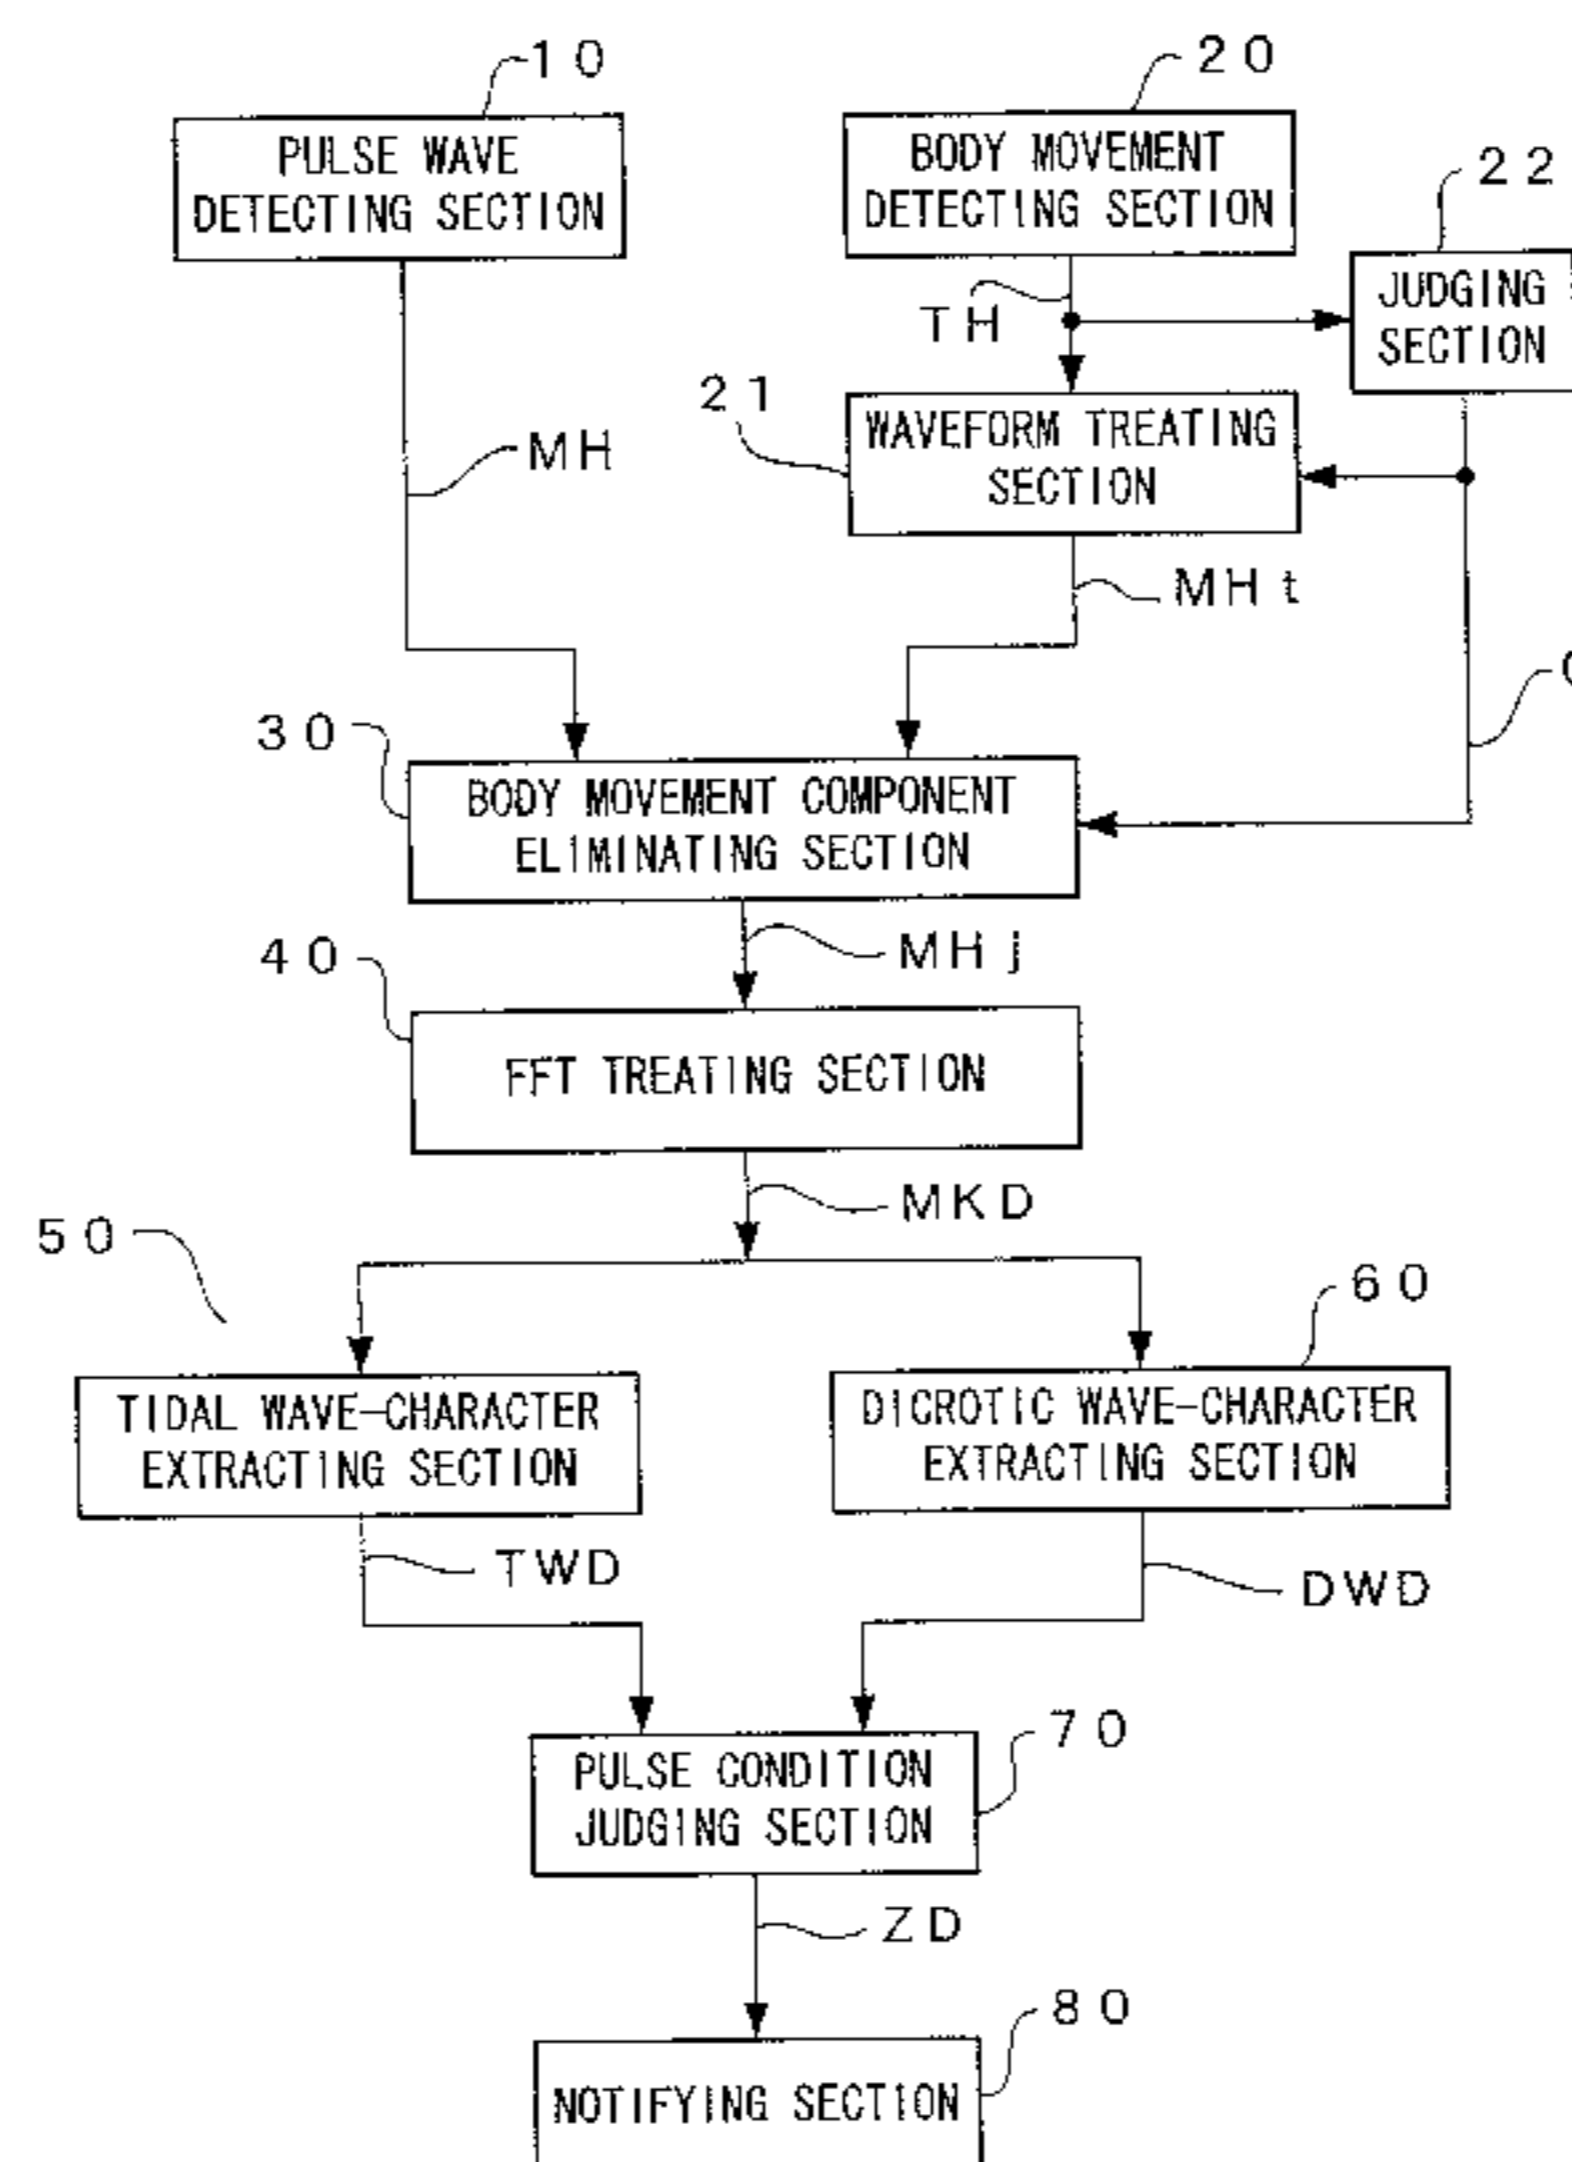 10
PULSE WAVE
DETECTING SECTION
20
BODY MOVEMENT
DETECTING SECTION
22
JUDGING
SECTION
TH
21
WAVEFORM TREATING
SECTION
MH
MHt
30
BODY MOVEMENT COMPONENT
ELIMINATING SECTION
MHj
40
FFT TREATING SECTION
MKD
50
60
TIDAL WAVE-CHARACTER
EXTRACTING SECTION
DICROTIC WAVE-CHARACTER
EXTRACTING SECTION
TWD
DWD
70
PULSE CONDITION
JUDGING SECTION
ZD
80
NOTIFYING SECTION